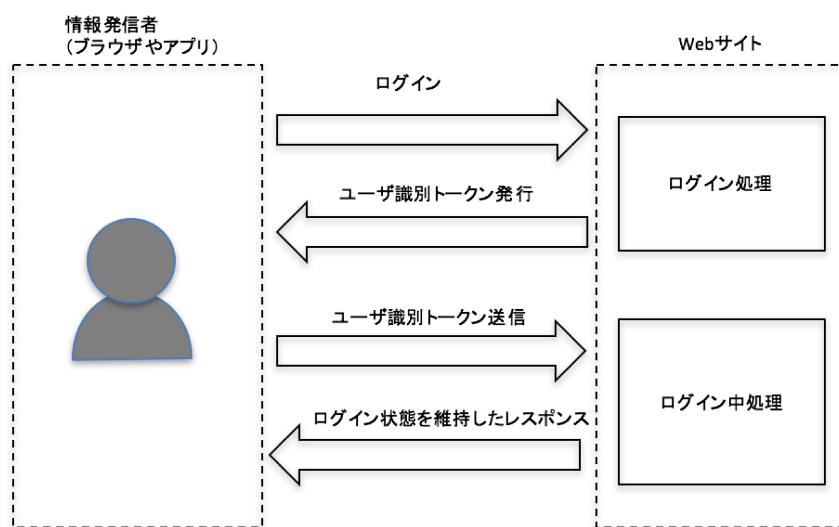 情報発信者
(ブラウザやアプリ)
Webサイト
ログイン
ログイン処理
ユーザ識別トークン発行
ユーザ識別トークン送信
ログイン中処理
ログイン状態を維持したレスポンス